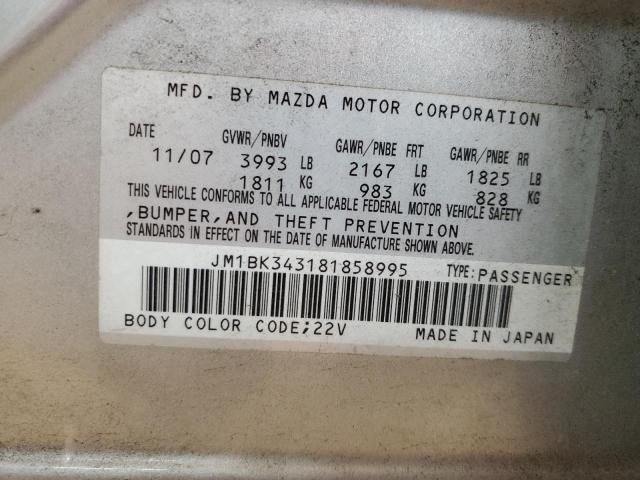 MFD. BY MAZDA MOTOR CORPORATION
DATE GVWR/PNBV GAWR/PNBE FRT GAWR/PNBE RR
11/07 3993 LB 2167 LB 1825 LB
1811 KG 983 KG 828 KG
THIS VEHICLE CONFORMS TO ALL APPLICABLE FEDERAL MOTOR VEHICLE SAFETY
,BUMPER,AND THEFT PREVENTION
STANDARDS IN EFFECT ON THE DATE OF MANUFACTURE SHOWN ABOVE.
JM1BK343181858995 TYPE:PASSENGER
BODY COLOR CODE;22V MADE IN JAPAN